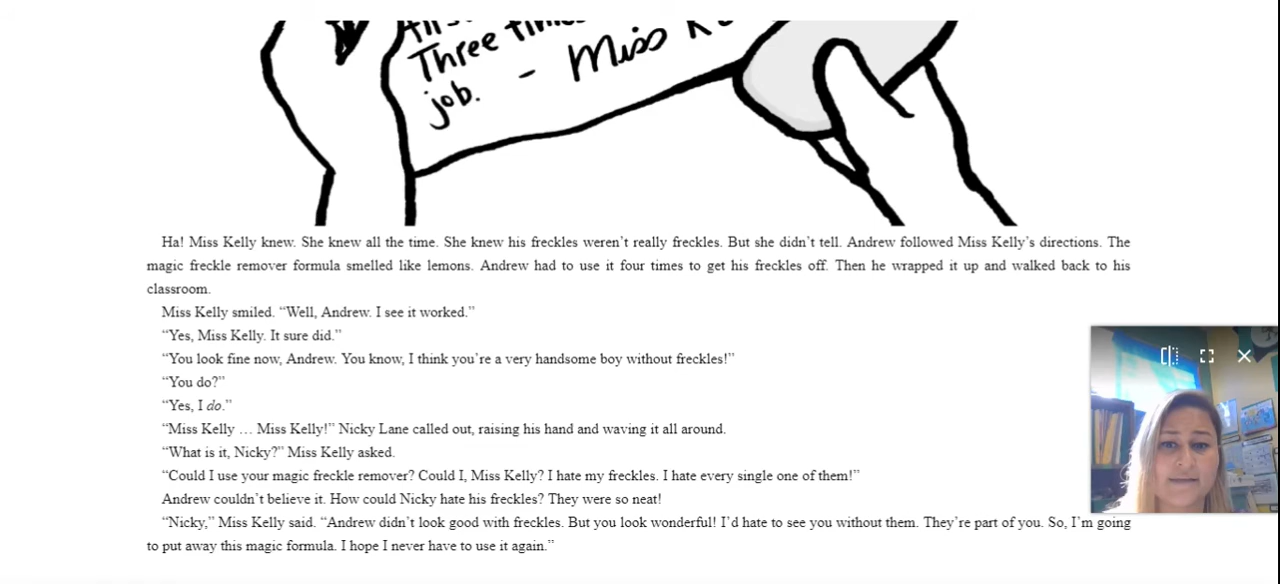 Three
job. - Miss
Ha! Miss Kelly knew. She knew all the time. She knew his freckles weren't really freckles. But she didn't tell. Andrew followed Miss Kelly's directions. The
magic freckle remover formula smelled like lemons. Andrew had to use it four times to get his freckles off. Then he wrapped it up and walked back to his
classroom.
Miss Kelly smiled. “Well, Andrew. I see it worked.”
“Yes, Miss Kelly. It sure did.”
“You look fine now, Andrew. You know, I think you're a very handsome boy without freckles!”
“You do?”
“Yes, I do.”
“Miss Kelly … Miss Kelly!” Nicky Lane called out, raising his hand and waving it all around.
“What is it, Nicky?” Miss Kelly asked.
“Could I use your magic freckle remover? Could I, Miss Kelly? I hate my freckles. I hate every single one of them!”
Andrew couldn't believe it. How could Nicky hate his freckles? They were so neat!
“Nicky,” Miss Kelly said. “Andrew didn't look good with freckles. But you look wonderful! I'd hate to see you without them. They're part of you. So, I'm going
to put away this magic formula. I hope I never have to use it again.”